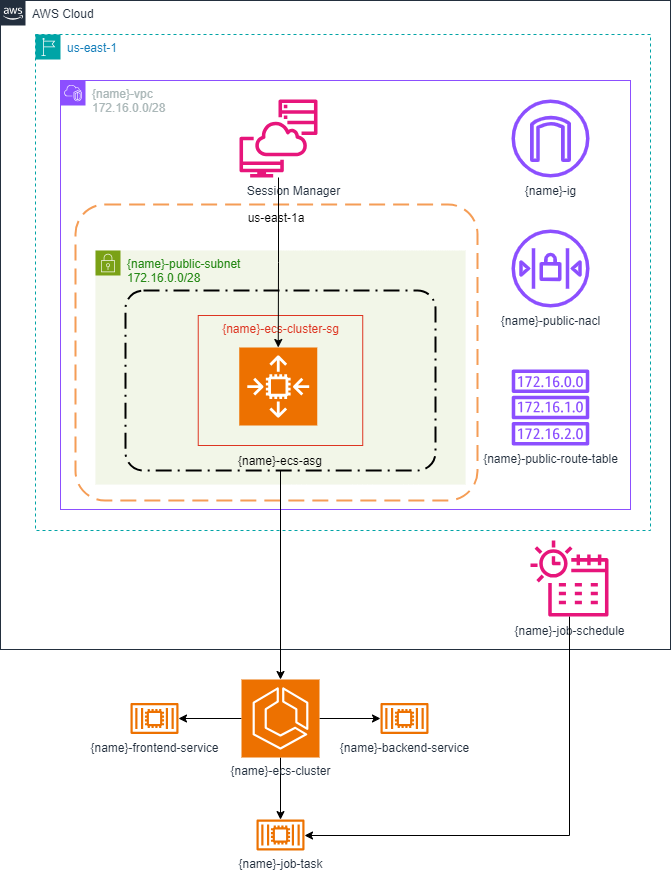 aws
AWS Cloud
us-east-1
{name}-vpc
172.16.0.0/28
Session Manager
{name}-ig
us-east-1a
{name}-public-subnet
172.16.0.0/28
{name}-public-nacl
{name}-ecs-cluster-sg
172.16.0.0
172.16.1.0
172.16.2.0
{name}-ecs-asg
{name}-public-route-table
{name}-job-schedule
{name}-frontend-service
{name}-backend-service
{name}-ecs-cluster
{name}-job-task